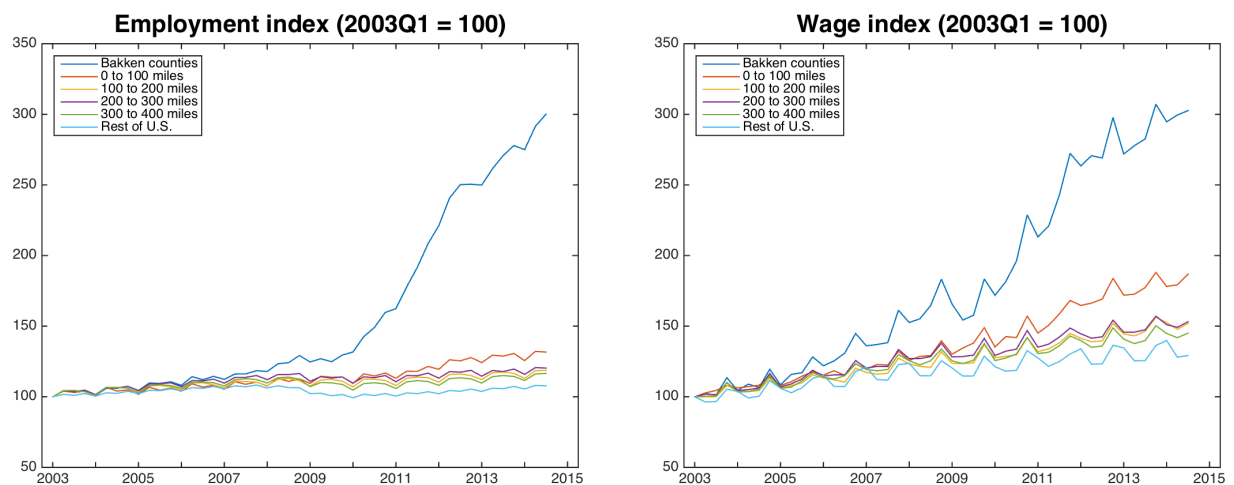 Employment index (2003Q1 = 100)
350
300
250
200
150
100
50
2003
2005
2007
2009
2011
2013
2015
Bakken counties
0 to 100 miles
100 to 200 miles
200 to 300 miles
300 to 400 miles
Rest of U.S.
Wage index (2003Q1 = 100)
350
300
250
200
150
100
50
2003
2005
2007
2009
2011
2013
2015
Bakken counties
0 to 100 miles
100 to 200 miles
200 to 300 miles
300 to 400 miles
Rest of U.S.